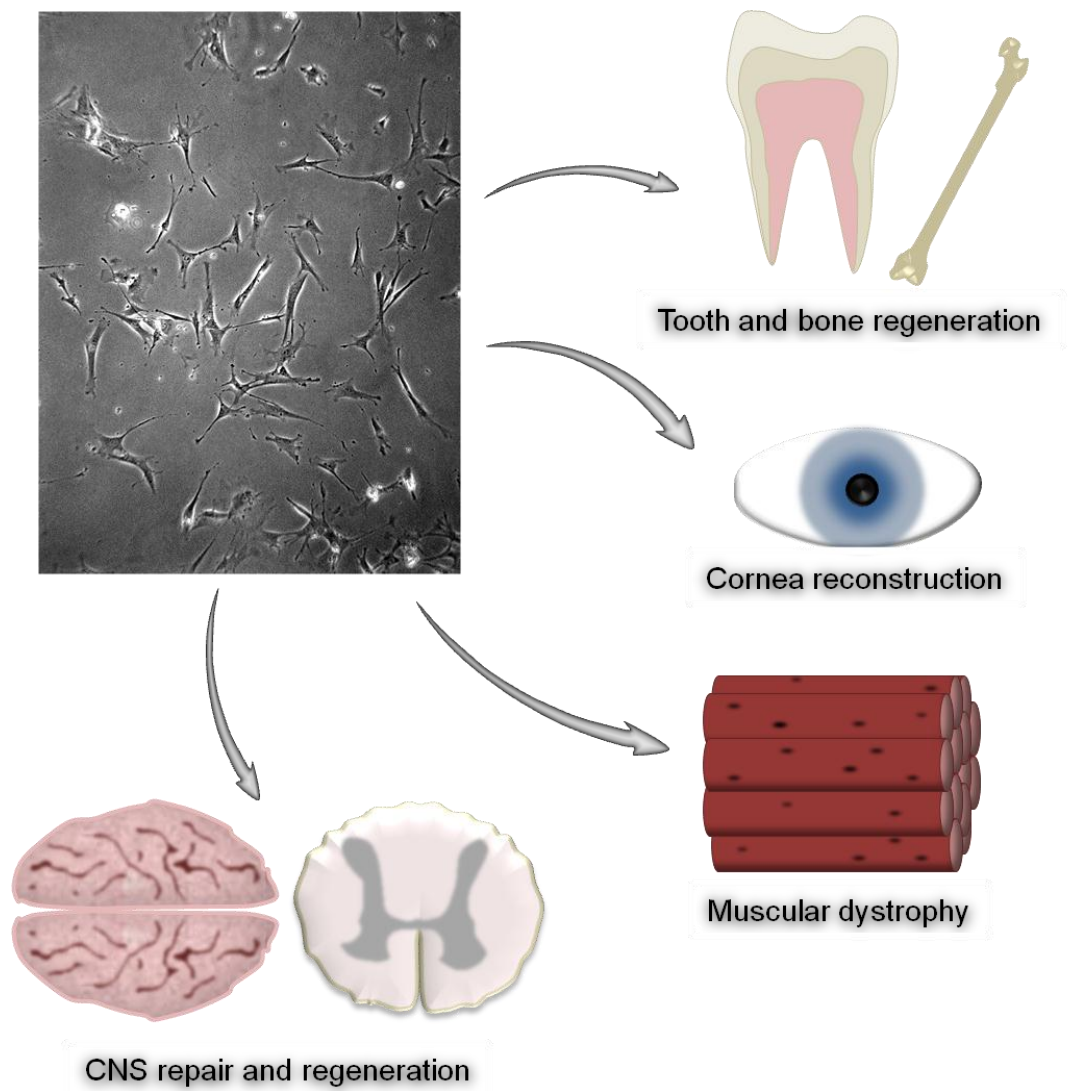 Tooth and bone regeneration
Cornea reconstruction
Muscular dystrophy
CNS repair and regeneration